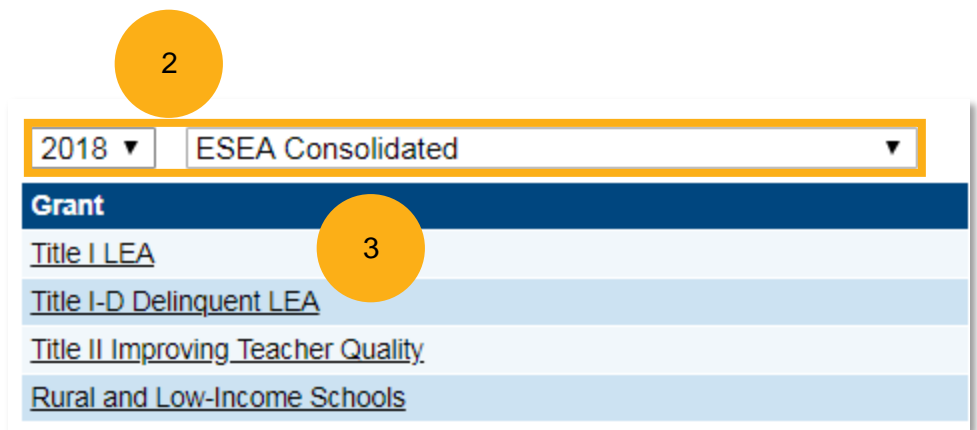 2
2018 ESEA Consolidated
Grant
3
Title I LEA
Title I-D Delinquent LEA
Title II Improving Teacher Quality
Rural and Low-Income Schools